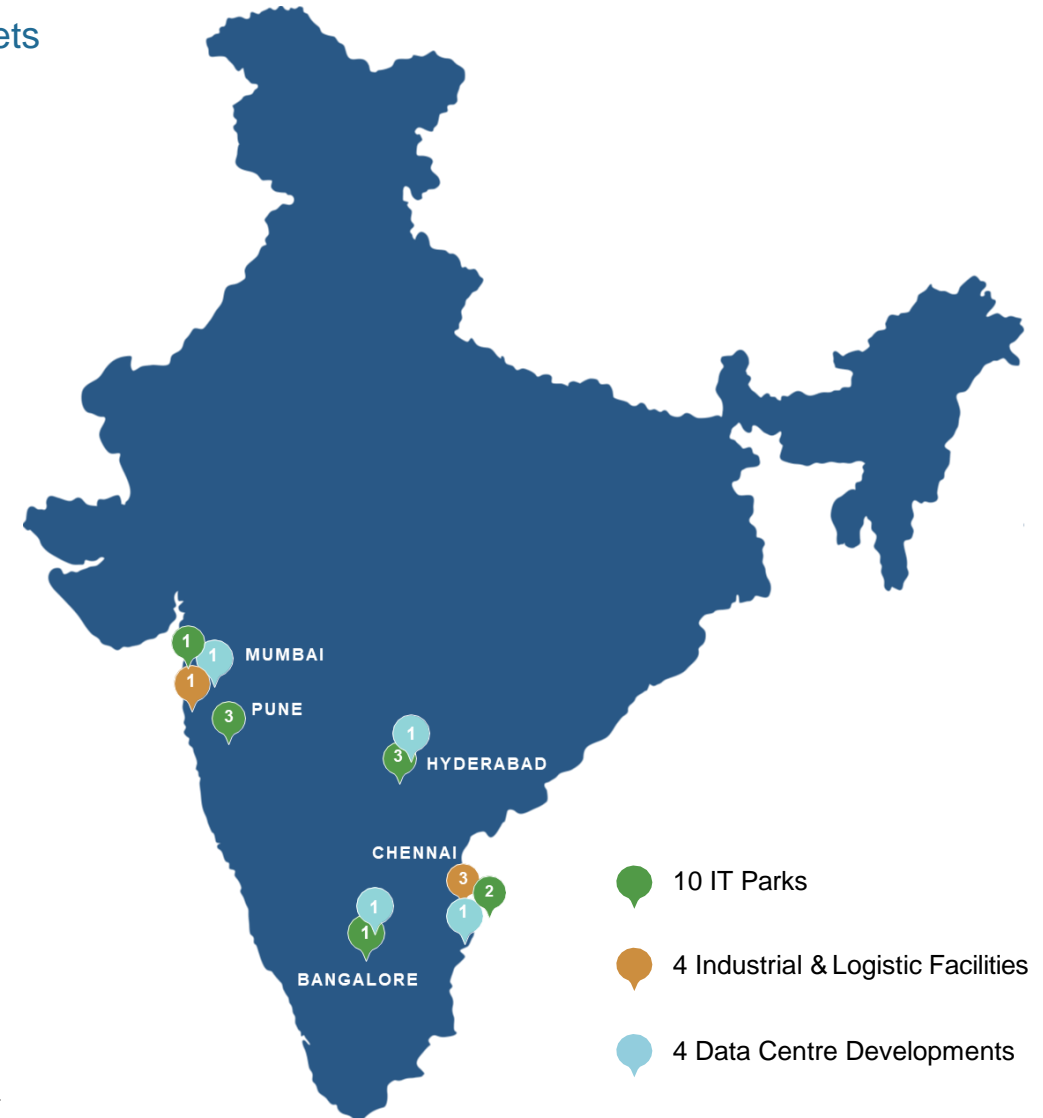 ets
1
1
MUMBAI
1
3
PUNE
1
3
HYDERABAD
CHENNAI
3
2
1
1
1
BANGALORE
10 IT Parks
4 Industrial & Logistic Facilities
4 Data Centre Developments